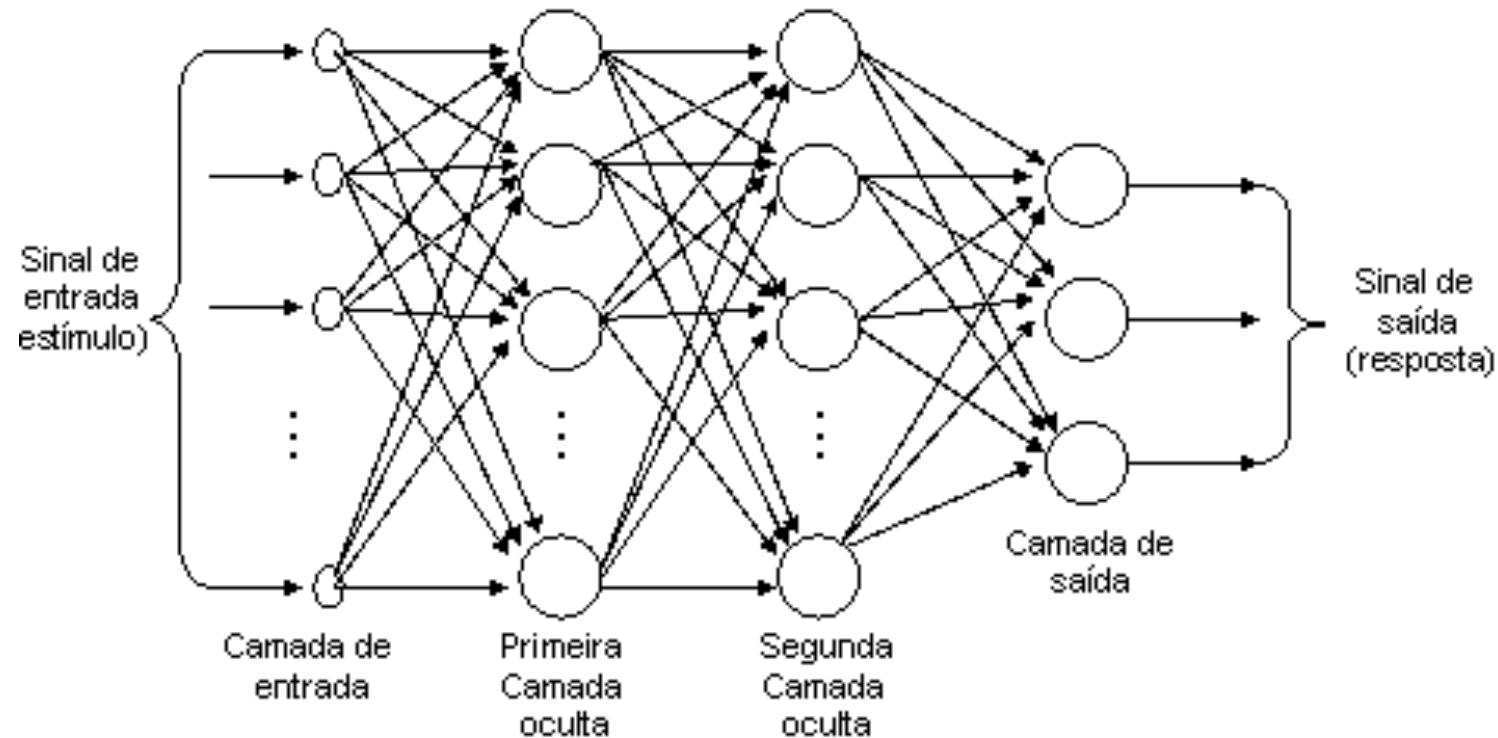 Sinal de
entrada
estímulo)
Sinal de
saída
(resposta)
Camada de
saída
Camada de
entrada
Primeira
Camada
oculta
Segunda
Camada
oculta